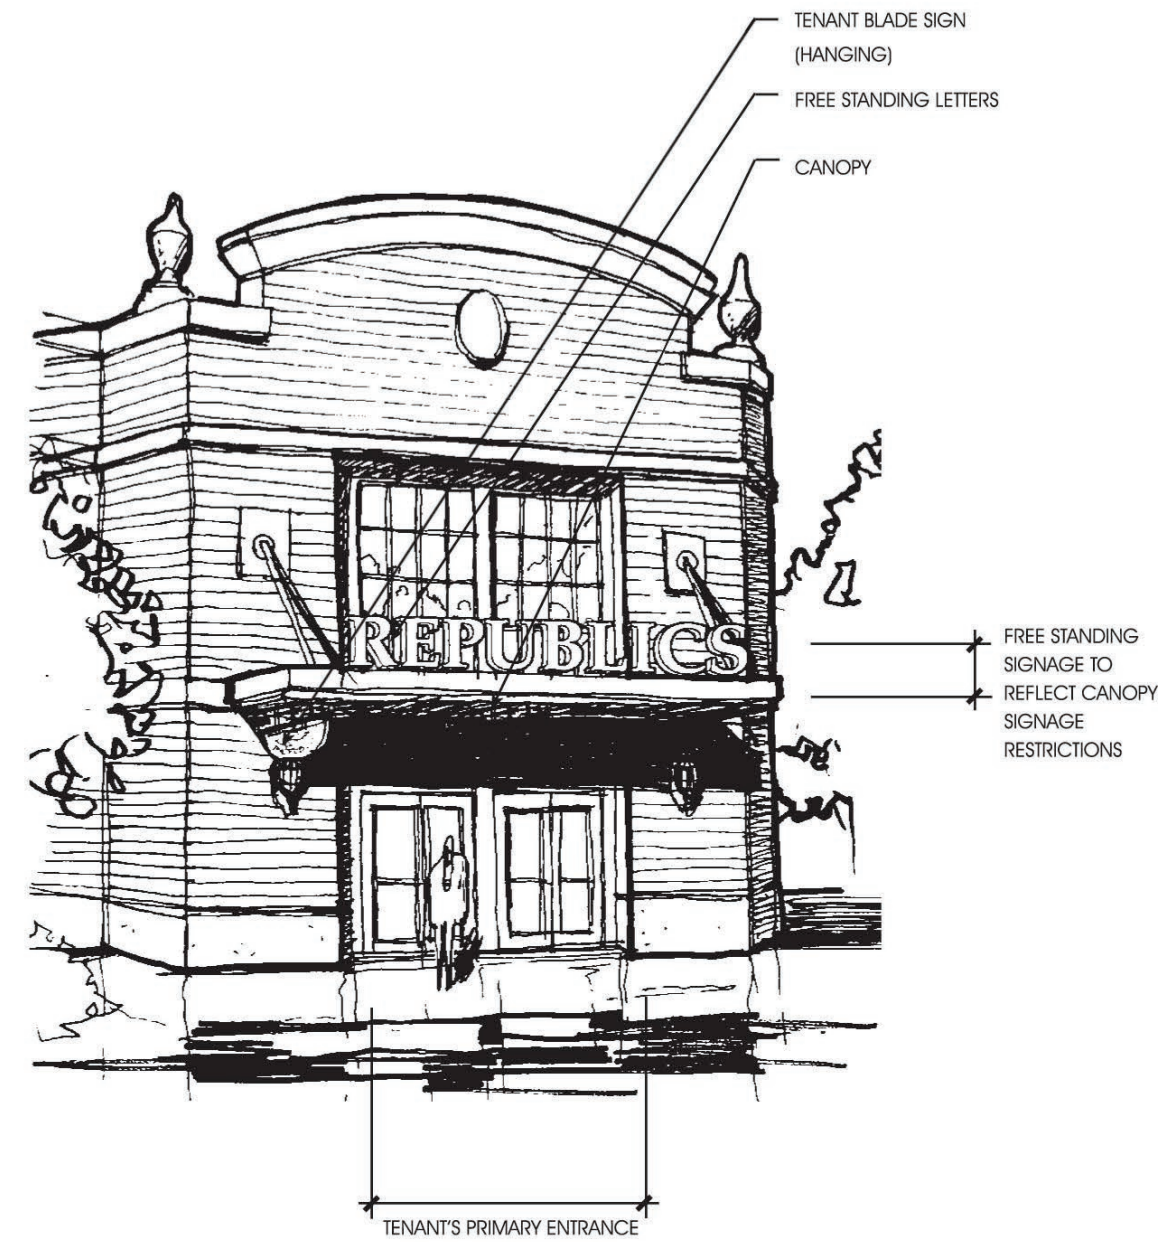 TENANT BLADE SIGN
(HANGING)
FREE STANDING LETTERS
CANOPY
REPUBLICS
FREE STANDING
SIGNAGE TO
REFLECT CANOPY
SIGNAGE
RESTRICTIONS
TENANT'S PRIMARY ENTRANCE